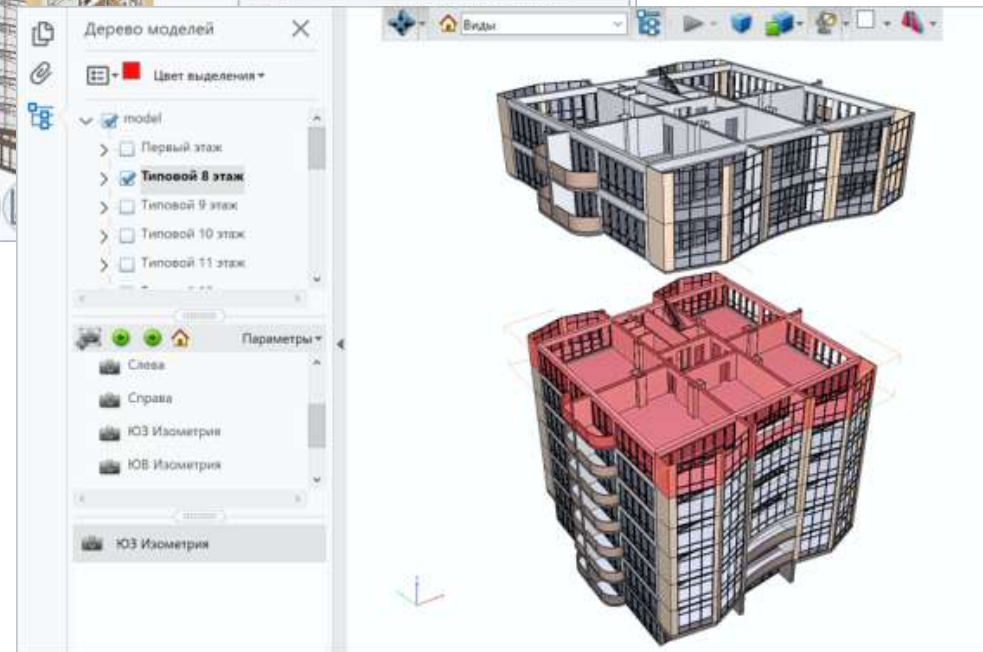 Дерево моделей
Виды
Цвет выделения
model
Первый этаж
Типовой 8 этаж
Типовой 9 этаж
Типовой 10 этаж
Типовой 11 этаж
Параметры
Слева
Справа
ЮЗ Изометрия
ЮВ Изометрия
ЮЗ Изометрия